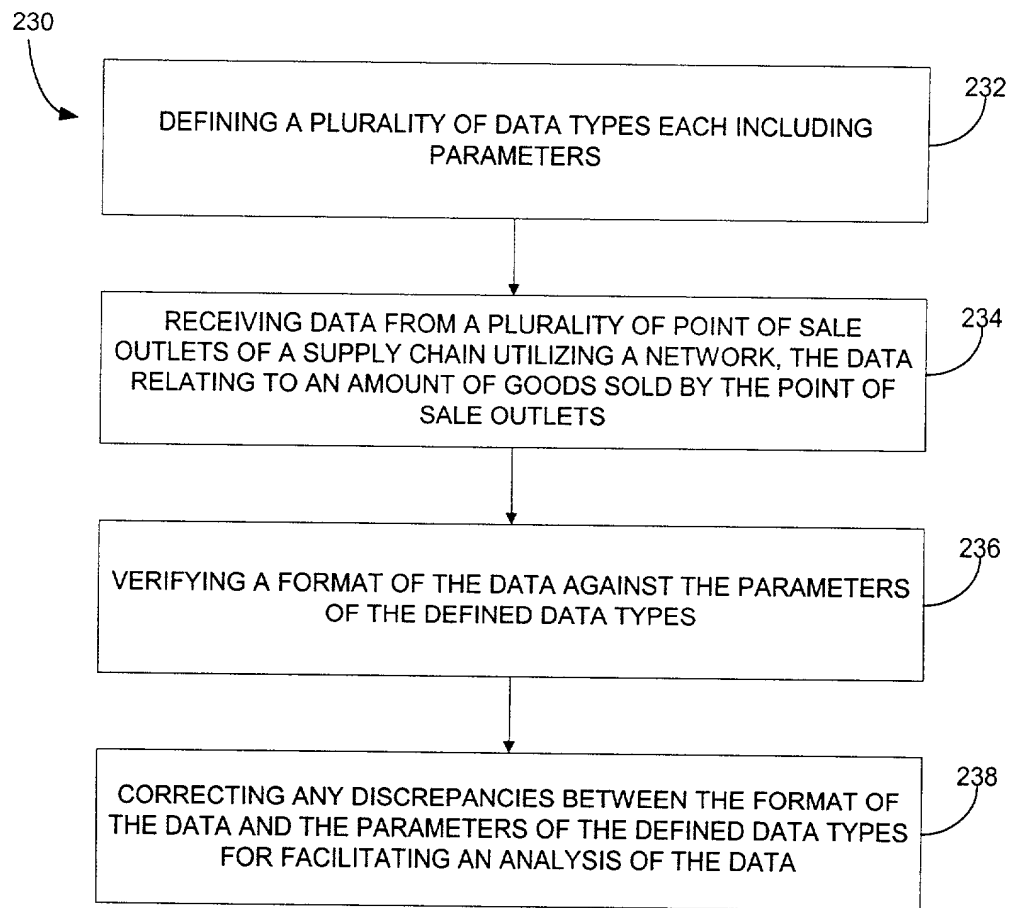 230
232
DEFINING A PLURALITY OF DATA TYPES EACH INCLUDING
PARAMETERS
234
RECEIVING DATA FROM A PLURALITY OF POINT OF SALE
OUTLETS OF A SUPPLY CHAIN UTILIZING A NETWORK, THE DATA
RELATING TO AN AMOUNT OF GOODS SOLD BY THE POINT OF
SALE OUTLETS
236
VERIFYING A FORMAT OF THE DATA AGAINST THE PARAMETERS
OF THE DEFINED DATA TYPES
238
CORRECTING ANY DISCREPANCIES BETWEEN THE FORMAT OF
THE DATA AND THE PARAMETERS OF THE DEFINED DATA TYPES
FOR FACILITATING AN ANALYSIS OF THE DATA